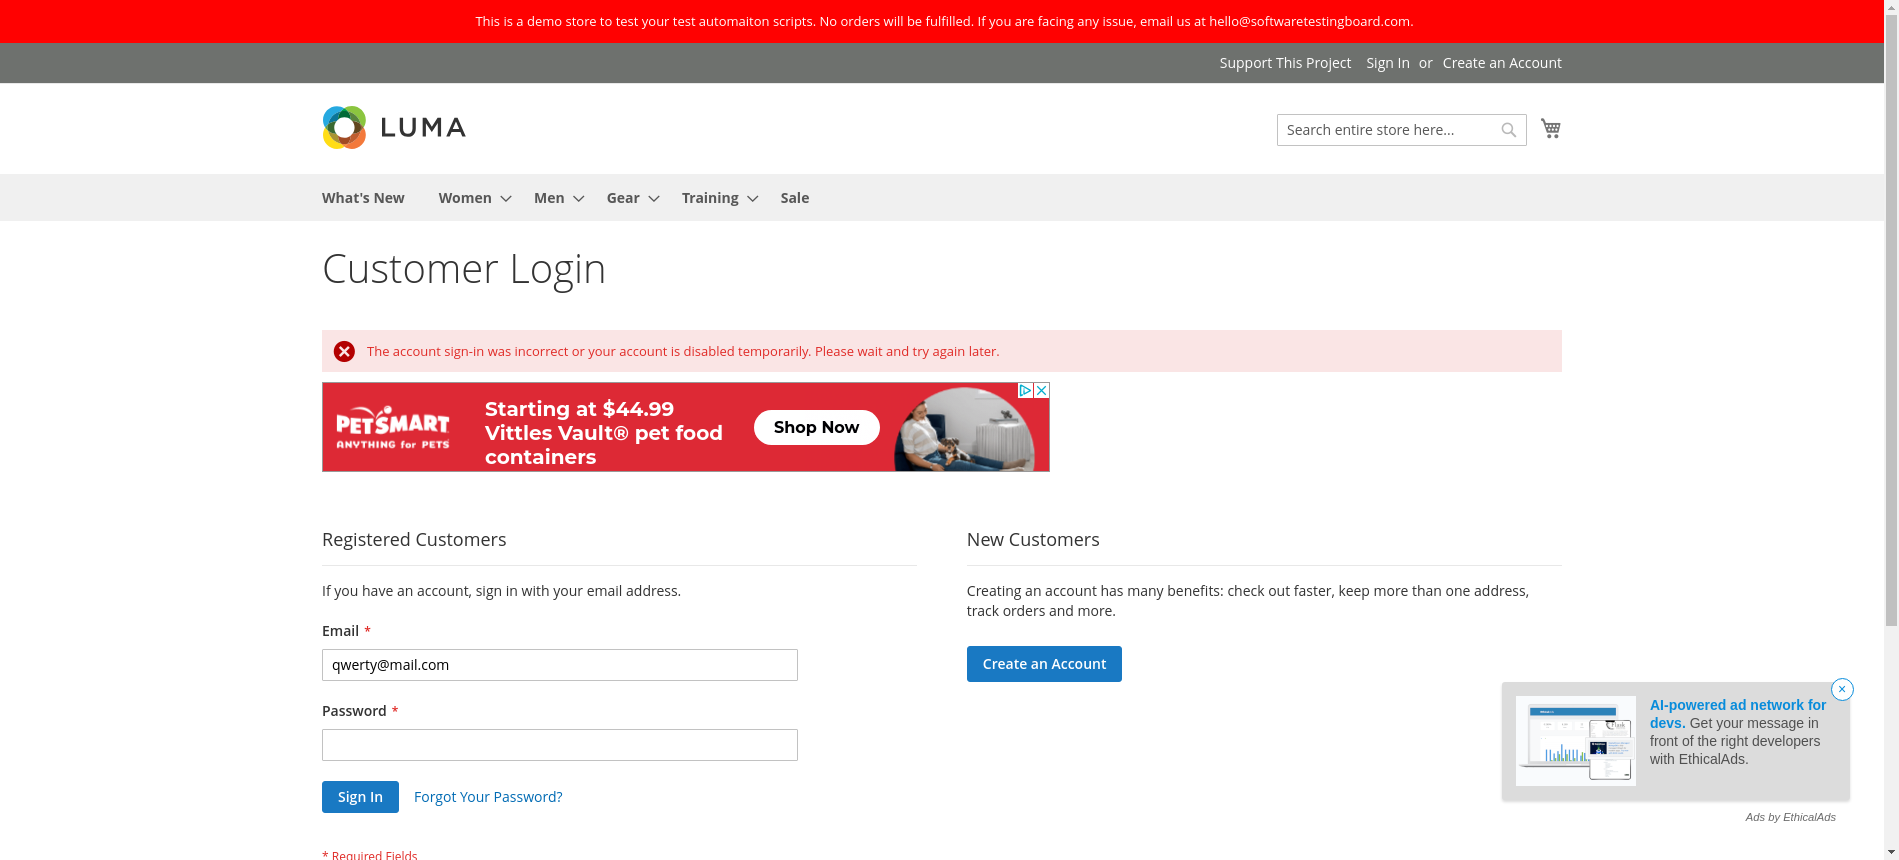 This is a demo store to test your test automaiton scripts. No orders will be fulfilled. If you are facing any issue, email us at hello@softwaretestingboard.com.
Support This Project Sign In or Create an Account
LUMA
Search entire store here...
What's New Women Men Gear Training Sale
Customer Login
The account sign-in was incorrect or your account is disabled temporarily. Please wait and try again later.
PETSMART
ANYTHING for PETS
Starting at $44.99
Vittles Vault® pet food
containers
Shop Now
Registered Customers
If you have an account, sign in with your email address.
Email *
qwerty@mail.com
Password *
Sign In Forgot Your Password?
* Required Fields
New Customers
Creating an account has many benefits: check out faster, keep more than one address,
track orders and more.
Create an Account
AI-powered ad network for
devs. Get your message in
front of the right developers
with EthicalAds.
Ads by EthicalAds